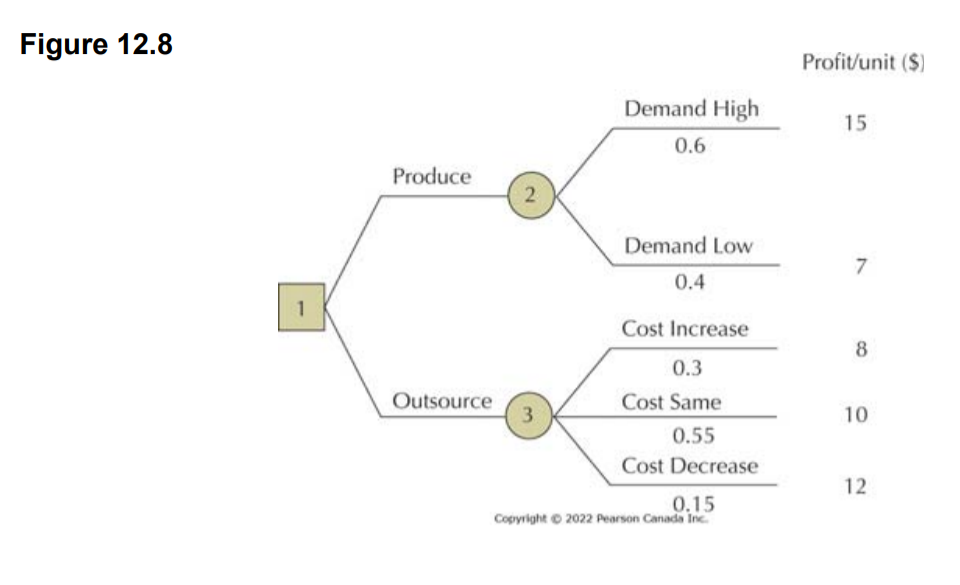 Figure 12.8
Profit/unit ($)
Demand High
15
0.6
Produce
2
Demand Low
7
0.4
1
Cost Increase
8
0.3
Outsource
3
Cost Same
10
0.55
Cost Decrease
12
0.15
Copyright © 2022 Pearson Canada Inc.